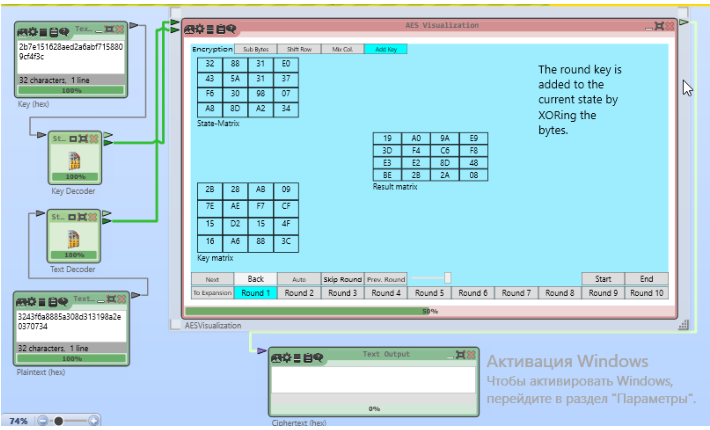 Tex...
2b7e151628aed2a6abf715880
9cf4f3c
32 characters, 1 line
100%
Key (hex)
St...
100%
Key Decoder
St...
100%
Text Decoder
Text...
3243f6a8885a308d313198a2e
0370734
32 characters, 1 line
100%
Plaintext (hex)
74%
AES Visualization
Encryption Sub Bytes Shift Row Mix Col. Add Key
32 88 31 E0
43 5A 31 37
F6 30 98 07
A8 8D A2 34
State-Matrix
The round key is
added to the
current state by
XORing the
bytes.
19 A0 9A E9
3D F4 C6 F8
E3 E2 8D 48
BE 2B 2A 08
Result matrix
2B 28 AB 09
7E AE F7 CF
15 D2 15 4F
16 A6 88 3C
Key matrix
Next Back Auto Skip Round Prev. Round Start End
To Expansion Round 1 Round 2 Round 3 Round 4 Round 5 Round 6 Round 7 Round 8 Round 9 Round 10
50%
AESVisualization
Text Output
0%
Ciphertext (hex)
Активация Windows
Чтобы активировать Windows,
перейдите в раздел "Параметры".